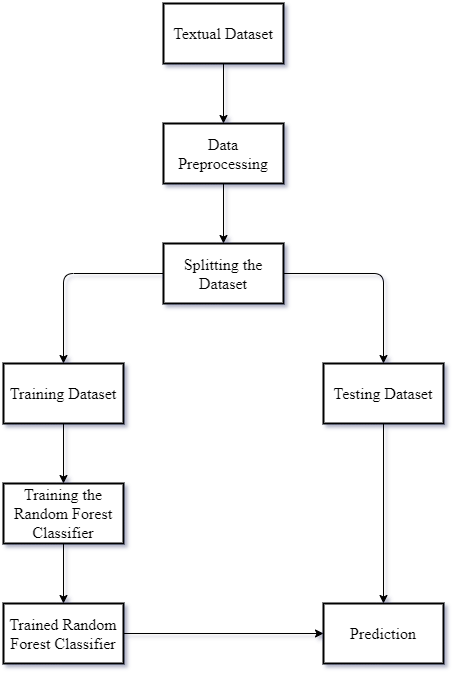 Textual Dataset
Data
Preprocessing
Splitting the
Dataset
Training Dataset
Testing Dataset
Training the
Random Forest
Classifier
Trained Random
Forest Classifier
Prediction